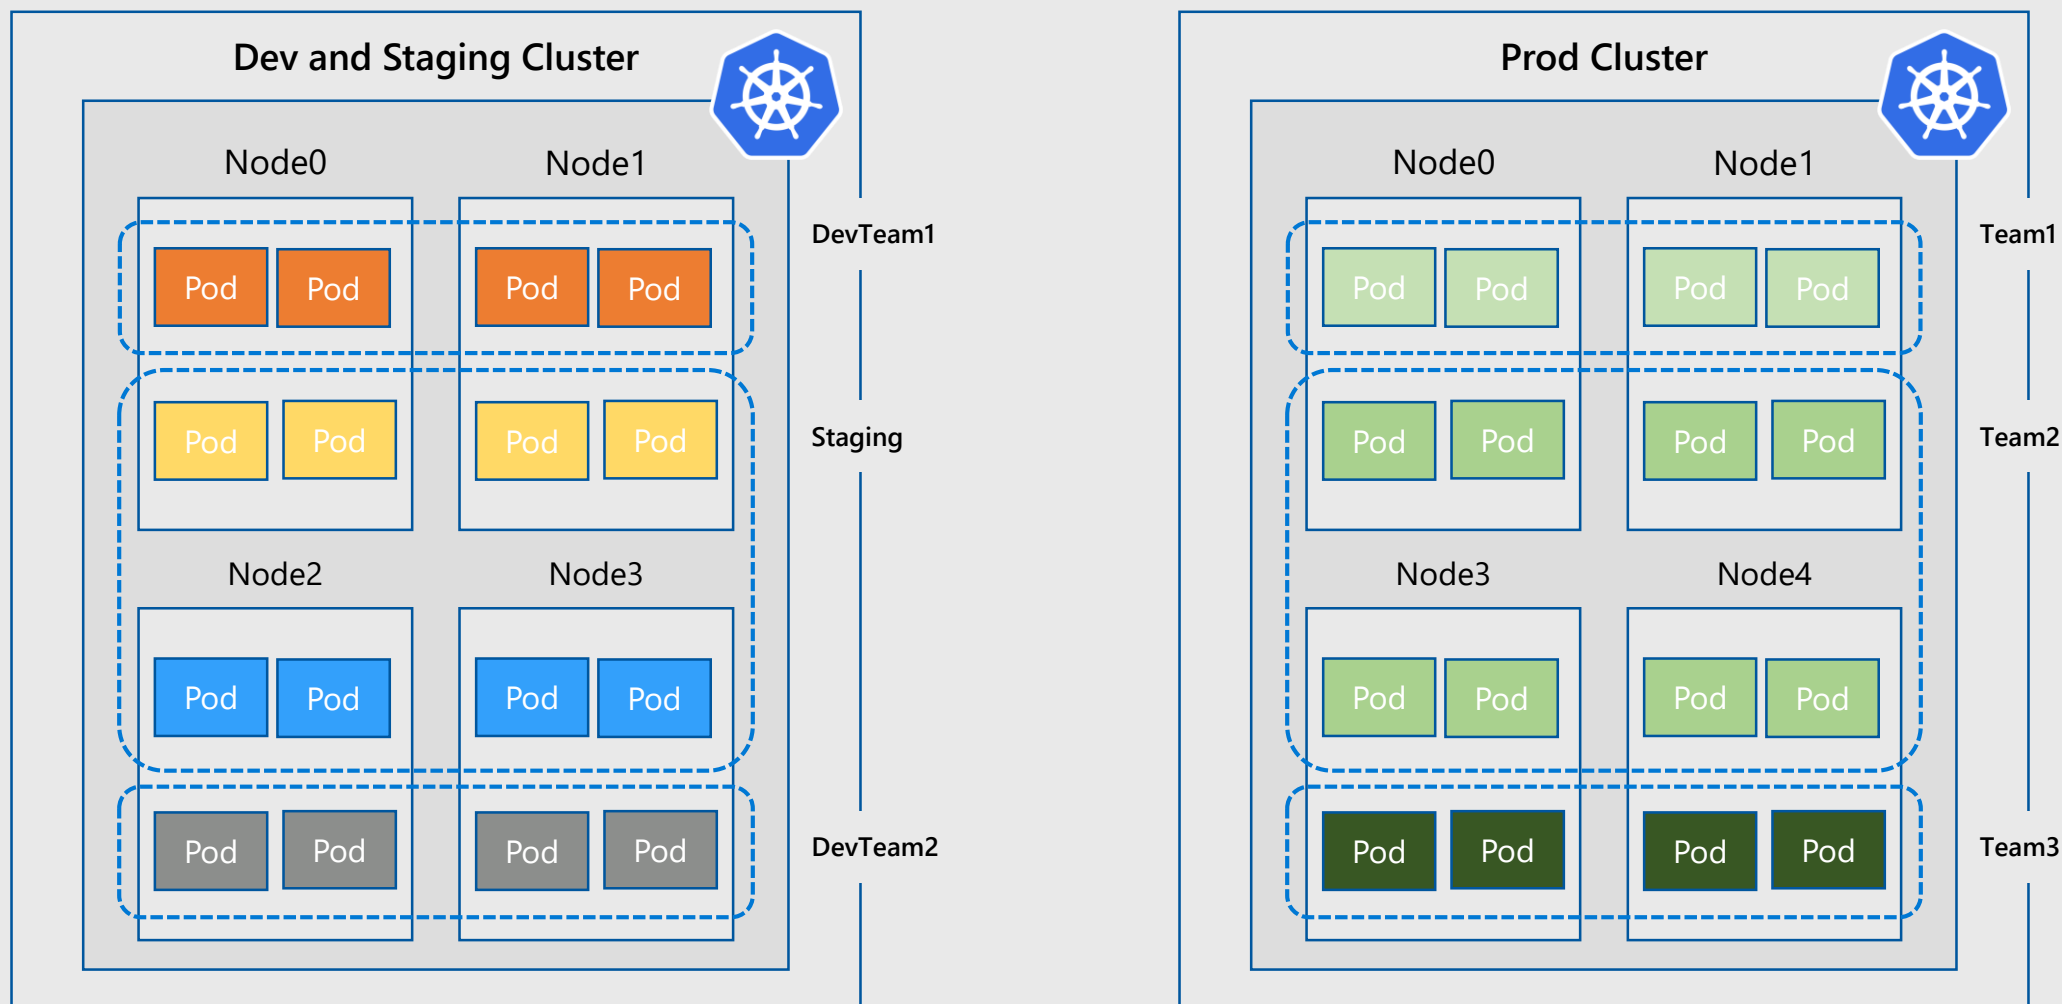 Dev and Staging Cluster
Node0 Node1
DevTeam1
Pod Pod Pod Pod
Staging
Pod Pod Pod Pod
Node2 Node3
Pod Pod Pod Pod
DevTeam2
Pod Pod Pod Pod
Prod Cluster
Node0 Node1
Team1
Pod Pod Pod Pod
Team2
Pod Pod Pod Pod
Node3 Node4
Pod Pod Pod Pod
Team3
Pod Pod Pod Pod